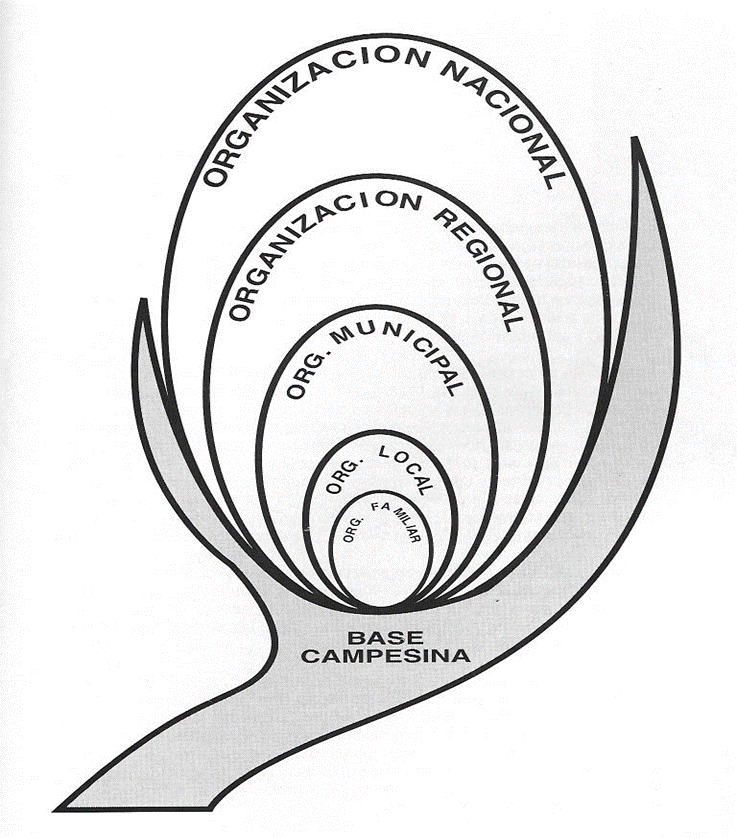 ORGANIZACION NACIONAL
ORGANIZACION REGIONAL
ORG. MUNICIPAL
ORG. LOCAL
ORG. FAMILIAR
BASE
CAMPESINA